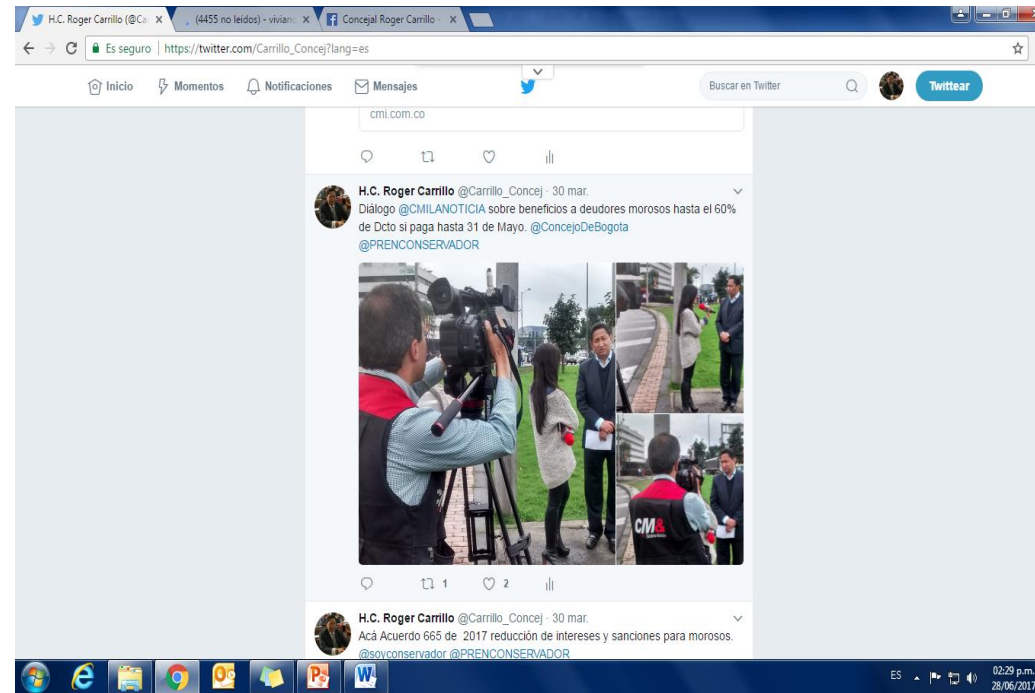 H.C. Roger Carrillo (@Ca
(4455 no leidos) - vivian
Concejal Roger Carrillo -
Es seguro | https://twitter.com/Carrillo_Concej?lang=es
Inicio
Momentos
Notificaciones
Mensajes
Buscar en Twitter
Twittear
cmi.com.co
H.C. Roger Carrillo @Carrillo_Concej · 30 mar.
Diálogo @CMILANOTICIA sobre beneficios a deudores morosos hasta el 60%
de Dcto si paga hasta 31 de Mayo. @ConcejoDeBogota
@PRENCONSERVADOR
CM&
1
2
H.C. Roger Carrillo @Carrillo_Concej · 30 mar.
Acá Acuerdo 665 de 2017 reducción de intereses y sanciones para morosos.
@soyconservador @PRENCONSERVADOR
ES
02:29 p.m.
28/06/2017